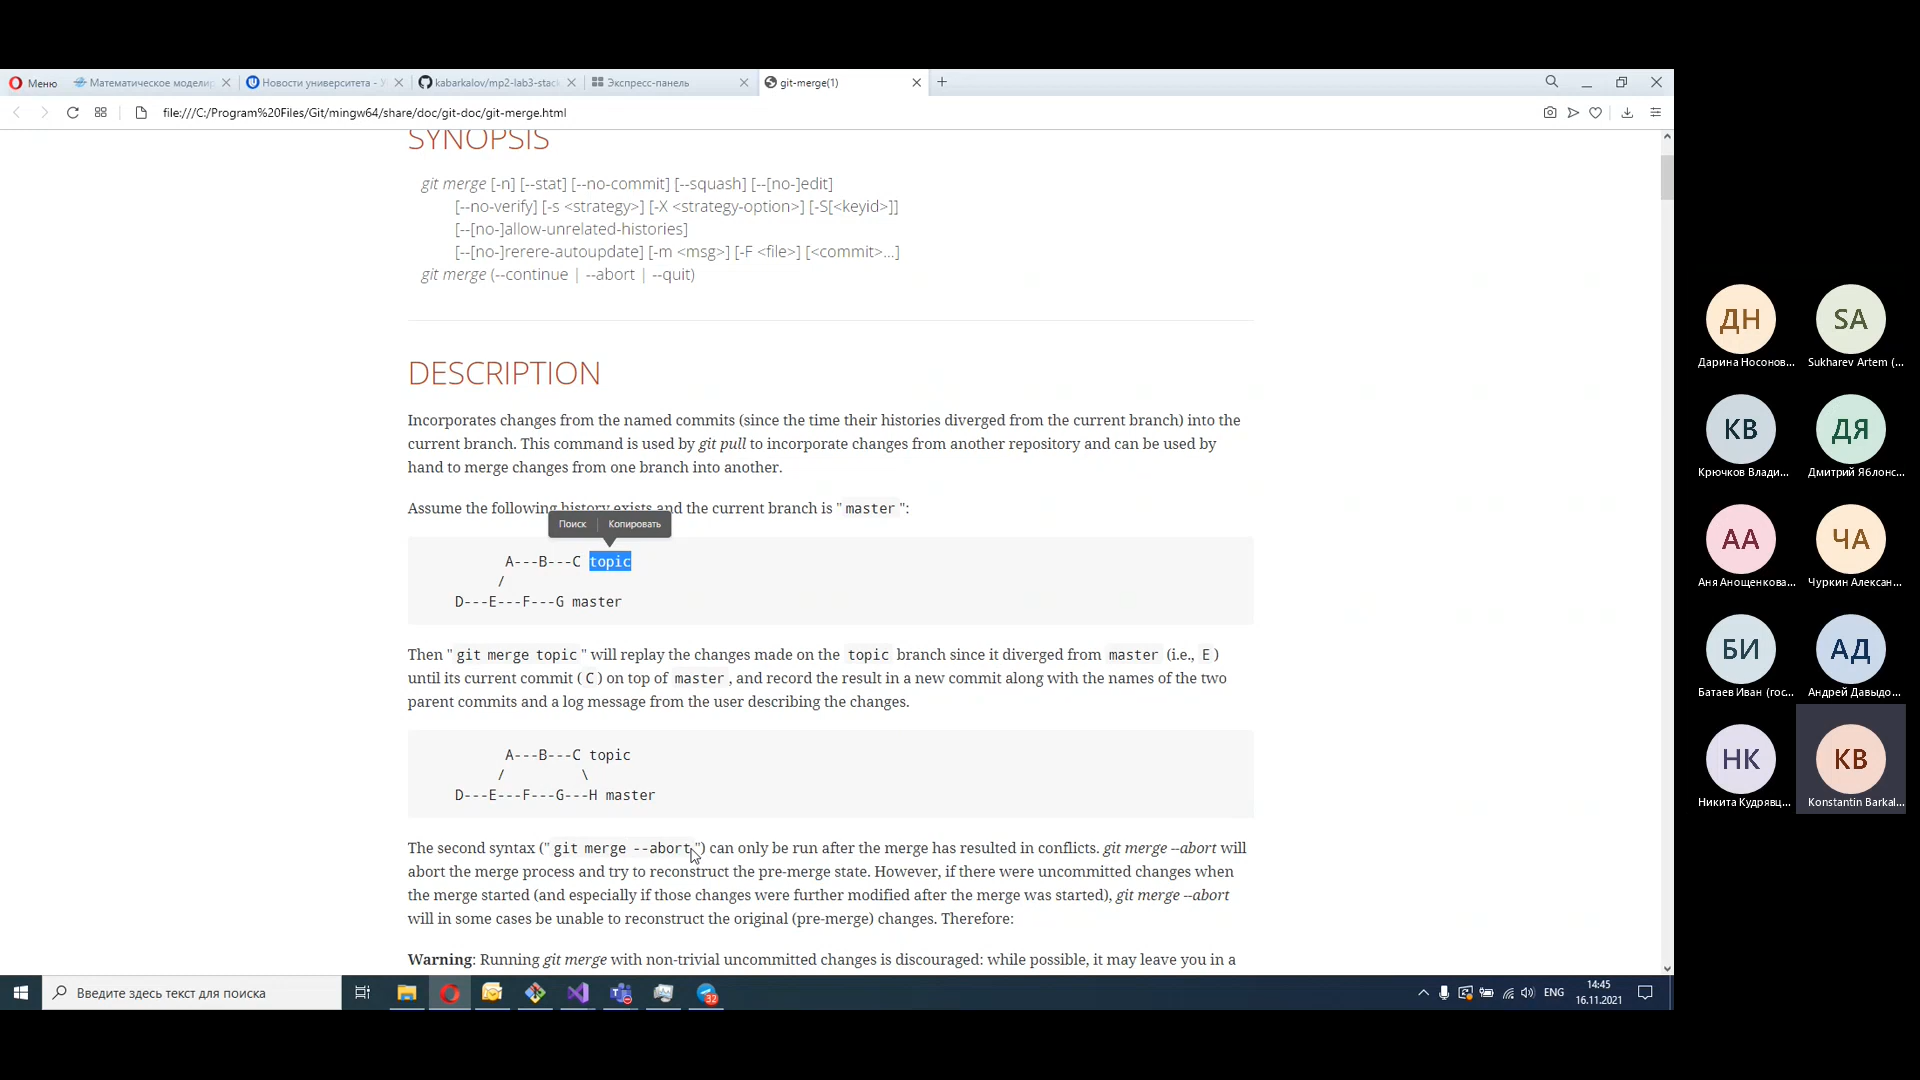 Меню
Математическое моделир
Новости университета - У
kabarkalov/mp2-lab3-stack
Экспресс-панель
git-merge(1)
file:///C:/Program%20Files/Git/mingw64/share/doc/git-doc/git-merge.html
SYNOPSIS
git merge [-n] [--stat] [--no-commit] [--squash] [--[no-]edit]
[--no-verify] [-s <strategy>] [-X <strategy-option>] [-S[<keyid>]]
[--[no-]allow-unrelated-histories]
[--[no-]rerere-autoupdate] [-m <msg>] [-F <file>] [<commit>...]
git merge (--continue | --abort | --quit)
DESCRIPTION
Incorporates changes from the named commits (since the time their histories diverged from the current branch) into the
current branch. This command is used by git pull to incorporate changes from another repository and can be used by
hand to merge changes from one branch into another.
Assume the following history exists and the current branch is "master":
Поиск
Копировать
A---B---C topic
/
D---E---F---G master
Then "git merge topic" will replay the changes made on the topic branch since it diverged from master (i.e., E)
until its current commit (C) on top of master, and record the result in a new commit along with the names of the two
parent commits and a log message from the user describing the changes.
A---B---C topic
/ \
D---E---F---G---H master
The second syntax ("git merge --abort") can only be run after the merge has resulted in conflicts. git merge --abort will
abort the merge process and try to reconstruct the pre-merge state. However, if there were uncommitted changes when
the merge started (and especially if those changes were further modified after the merge was started), git merge --abort
will in some cases be unable to reconstruct the original (pre-merge) changes. Therefore:
Warning: Running git merge with non-trivial uncommitted changes is discouraged: while possible, it may leave you in a
Введите здесь текст для поиска
32
ENG
14:45
16.11.2021
ДН
Дарина Носонов...
SA
Sukharev Artem (...
КВ
Крючков Влади...
ДЯ
Дмитрий Яблонс...
АА
Аня Анощенкова...
ЧА
Чуркин Алексан...
БИ
Батаев Иван (гос...
АД
Андрей Давыдо...
НК
Никита Кудрявц...
КВ
Konstantin Barkal...